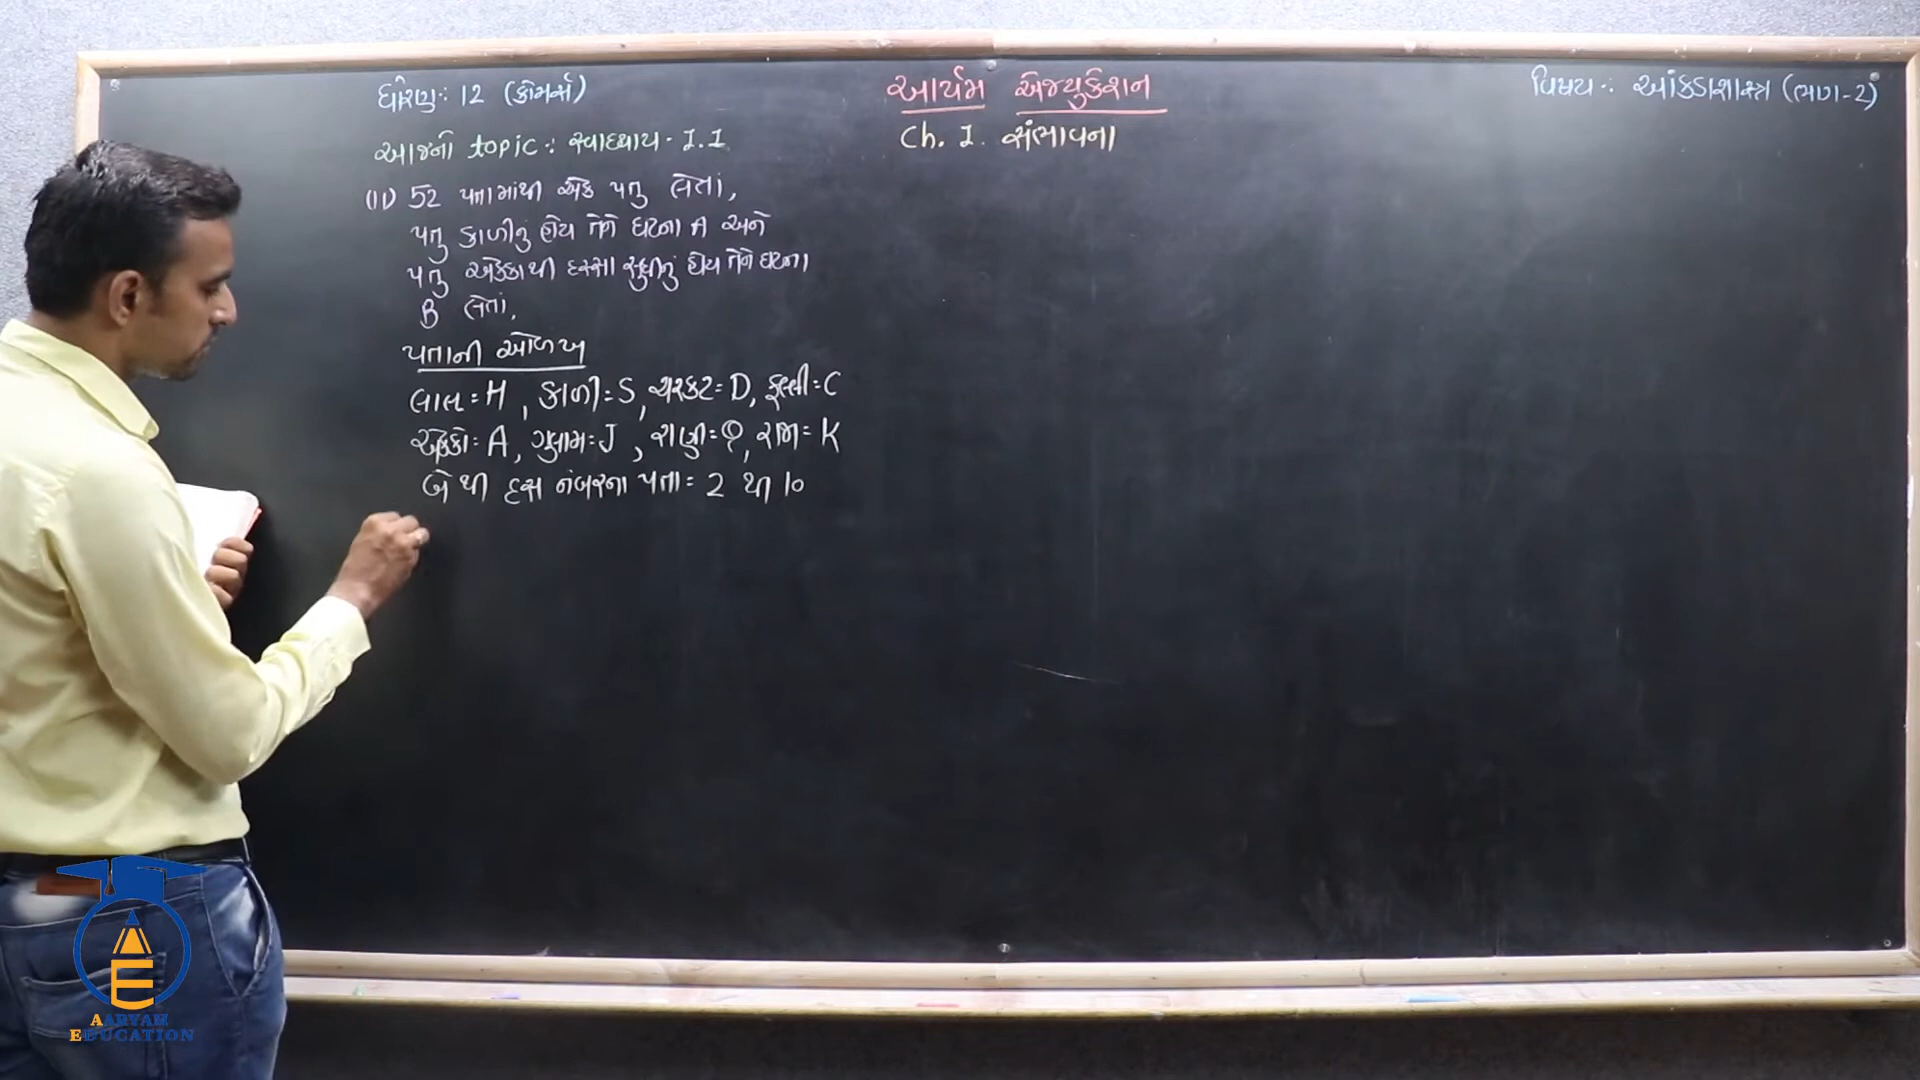 ધોરણ : 12 (કોમર્સ)
આર્યમ એજ્યુકેશન
વિષય : આંકડાશાસ્ત્ર (ભાગ-2)
આજનો topic : સ્વાધ્યાય - 1.1
Ch. 1. સંભાવના
(11) 52 પત્તામાંથી એક પત્તુ લેતાં,
પત્તુ કાળીનું હોય તેને ઘટના A અને
પત્તુ એક્કાથી દસ્સા સુધીનું હોય તેને ઘટના
B લેતાં.
પત્તાની ઓળખ
લાલ = H , કાળી = S , ચરકટ = D, ફુલ્લી = C
એક્કો = A , ગુલામ = J , રાણી = Q , રાજા = K
બે થી દસ નંબરના પત્તા = 2 થી 10
AARYAM
EDUCATION